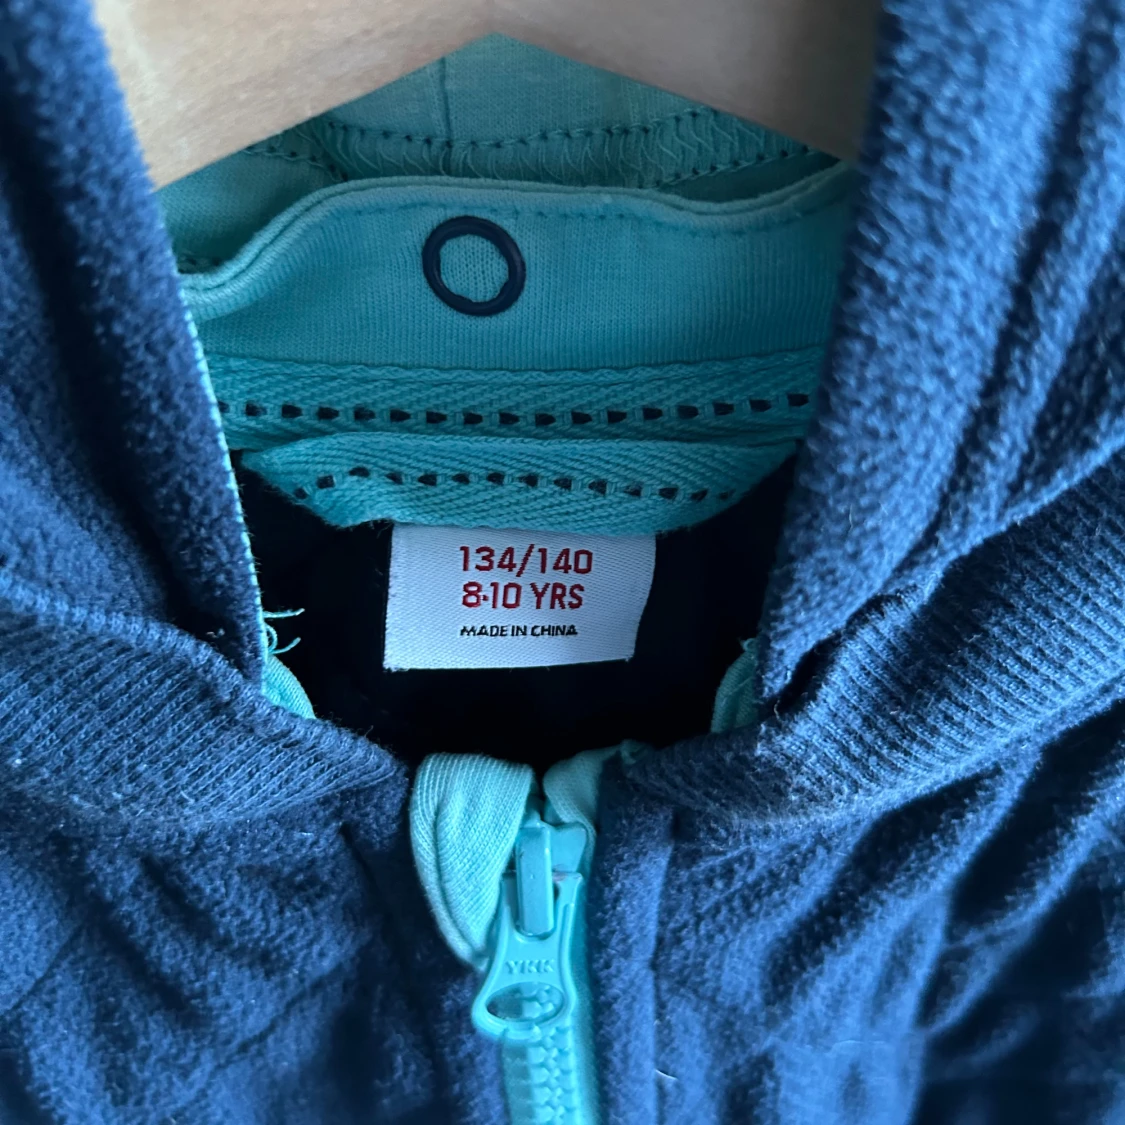 134/140
8-10 YRS
MADE IN CHINA
YKK